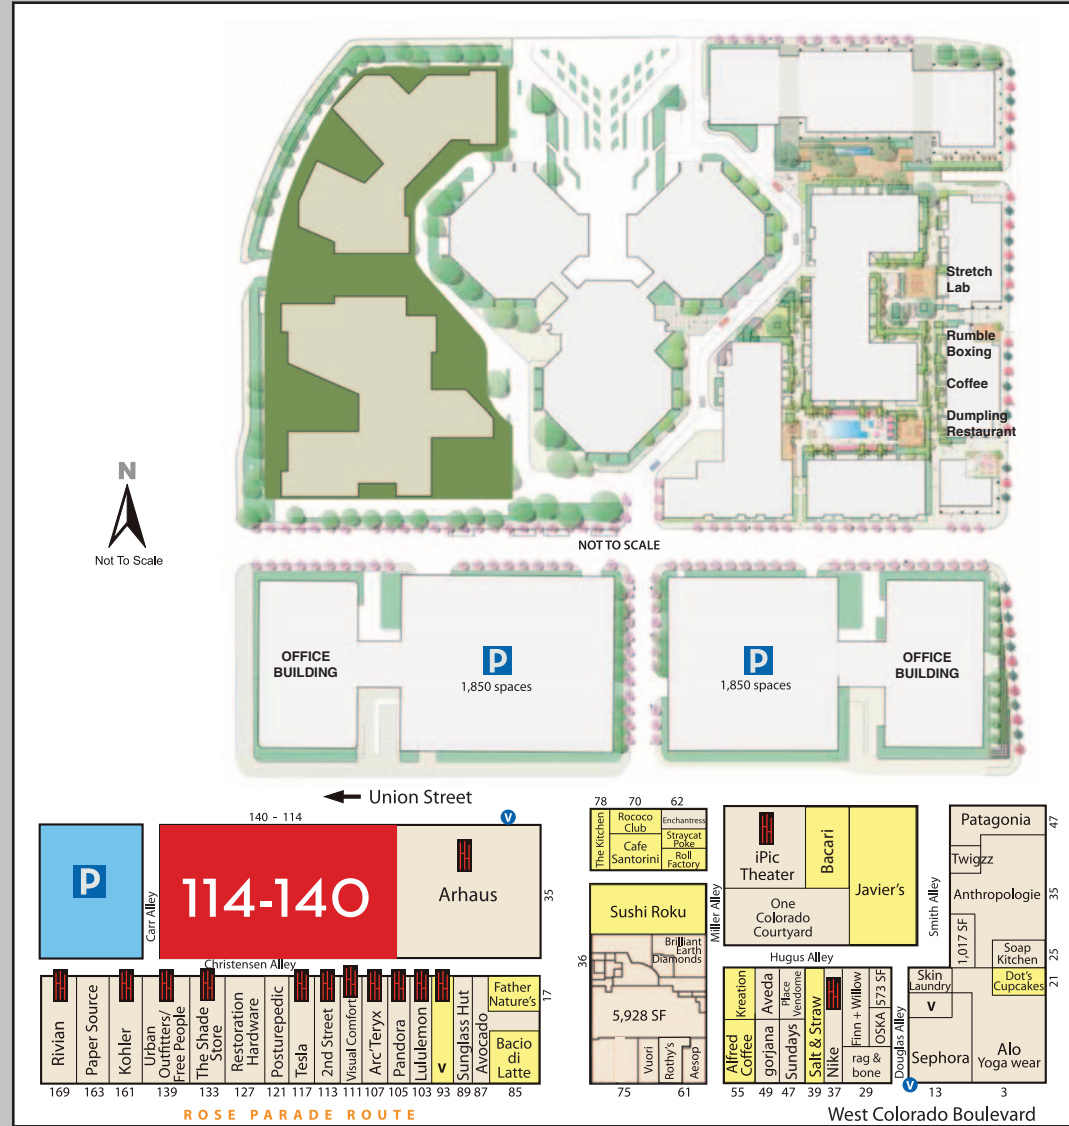 Stretch
Lab
Rumble
Boxing
Coffee
Dumpling
Restaurant
N
Not To Scale
NOT TO SCALE
OFFICE
BUILDING
P
1,850 spaces
P
1,850 spaces
OFFICE
BUILDING
Union Street
140 - 114
V
P
Carr Alley
114-140
Arhaus
35
Christensen Alley
78 70 62
The Kitchen
Rococo
Club
Cafe
Santorini
Enchantress
Straycat
Poke
Roll
Factory
Sushi Roku
36
Brilliant
Earth
Diamonds
5,928 SF
Vuori
Rothy's
Aesop
75 61
Miller Alley
iPic
Theater
Bacari
Javier's
One
Colorado
Courtyard
Hugus Alley
Smith Alley
Patagonia
47
Twigzz
Anthropologie
35
1,017 SF
Soap
Kitchen
25
Skin
Laundry
Dot's
Cupcakes
21
V
Sephora
Alo
Yoga wear
Douglas Alley
V
Kreation
Alfred
Coffee
Aveda
gorjana
Place
Vendome
Sundays
Salt & Straw
Nike
Finn + Willow
OSKA
573 SF
rag &
bone
55 49 47 39 37 29 13 3
Rivian
Paper Source
Kohler
Urban
Outfitters/
Free People
The Shade
Store
Restoration
Hardware
Posturepedic
Tesla
2nd Street
Visual Comfort
Arc'Teryx
Pandora
Lululemon
V
Sunglass Hut
Avocado
Father
Nature's
17
Bacio
di
Latte
169 163 161 139 133 127 121 117 113 111 107 105 103 93 89 87 85
ROSE PARADE ROUTE
West Colorado Boulevard